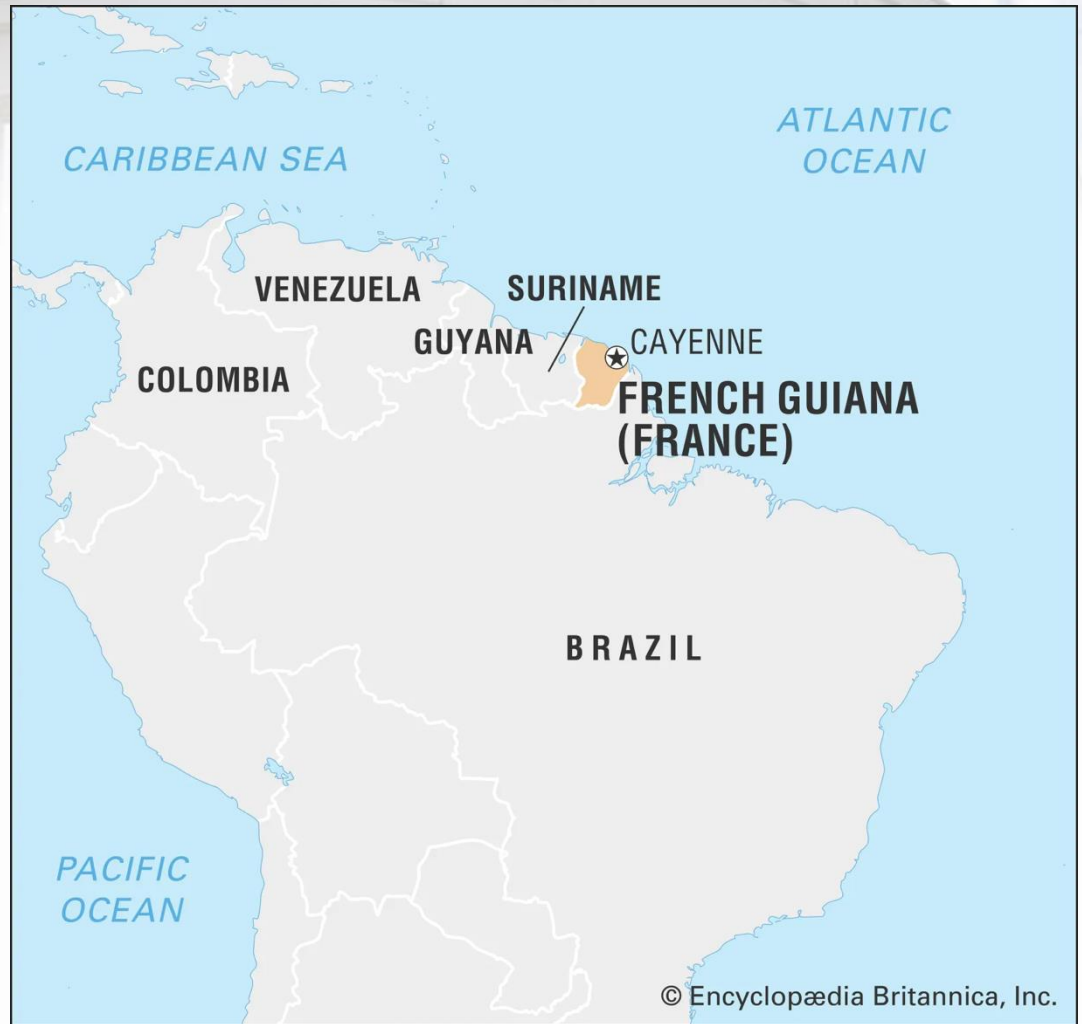 ATLANTIC
OCEAN
CARIBBEAN SEA
VENEZUELA
SURINAME
GUYANA
CAYENNE
COLOMBIA
FRENCH GUIANA
(FRANCE)
BRAZIL
PACIFIC
OCEAN
© Encyclopædia Britannica, Inc.